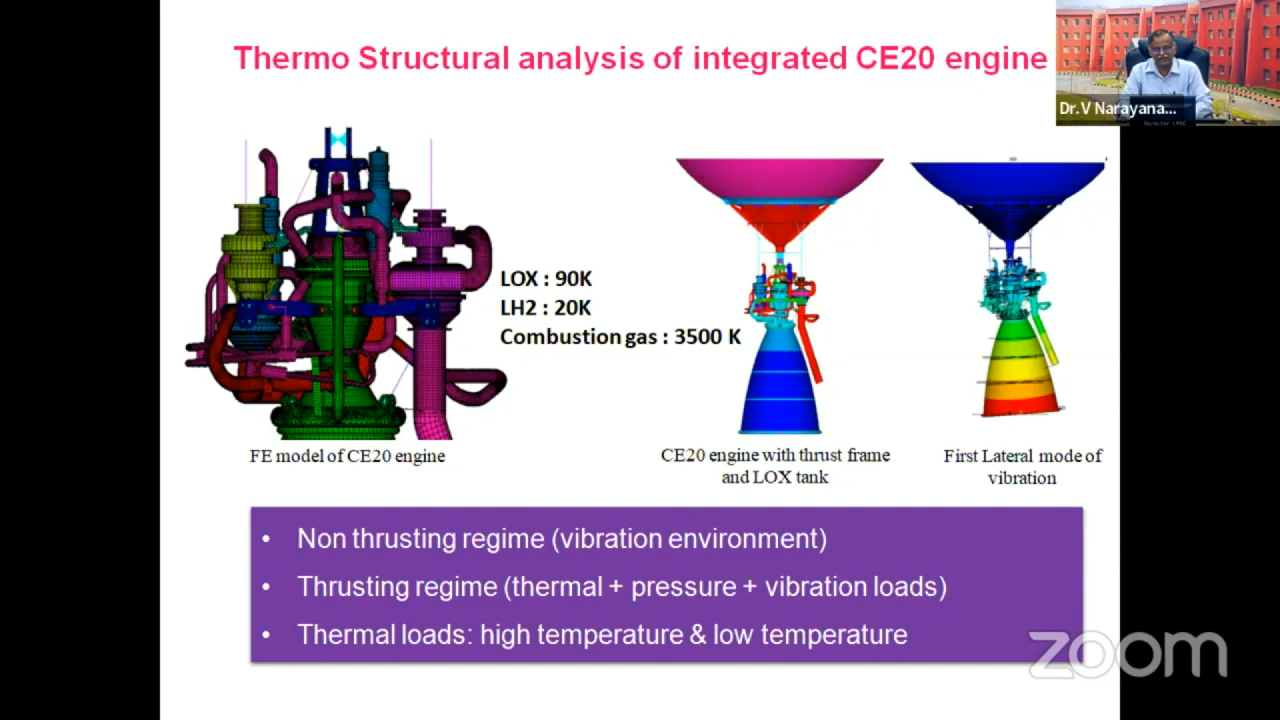 Thermo Structural analysis of integrated CE20 engine
Dr.V Narayana...
Director LPSC
LOX : 90K
LH2 : 20K
Combustion gas : 3500 K
FE model of CE20 engine
CE20 engine with thrust frame
and LOX tank
First Lateral mode of
vibration
• Non thrusting regime (vibration environment)
• Thrusting regime (thermal + pressure + vibration loads)
• Thermal loads: high temperature & low temperature
zoom